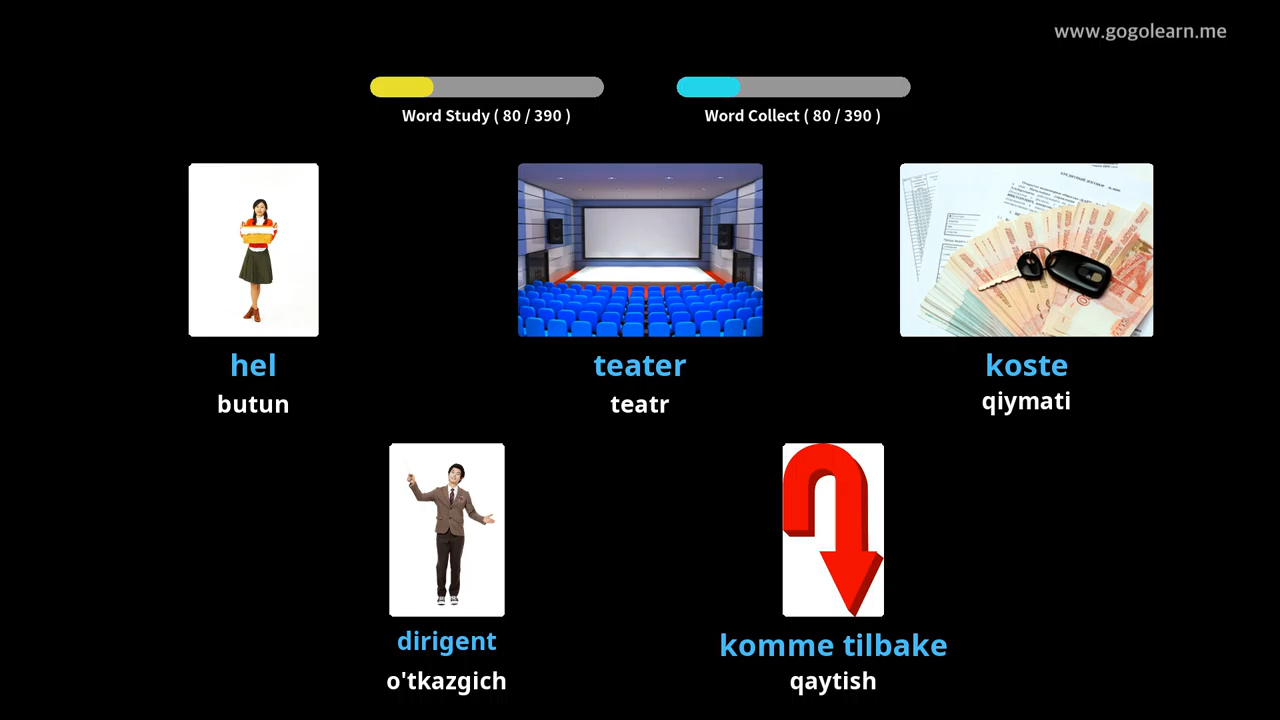 www.gogolearn.me
Word Study ( 80 / 390 )
Word Collect ( 80 / 390 )
hel
butun
teater
teatr
koste
qiymati
dirigent
o'tkazgich
komme tilbake
qaytish